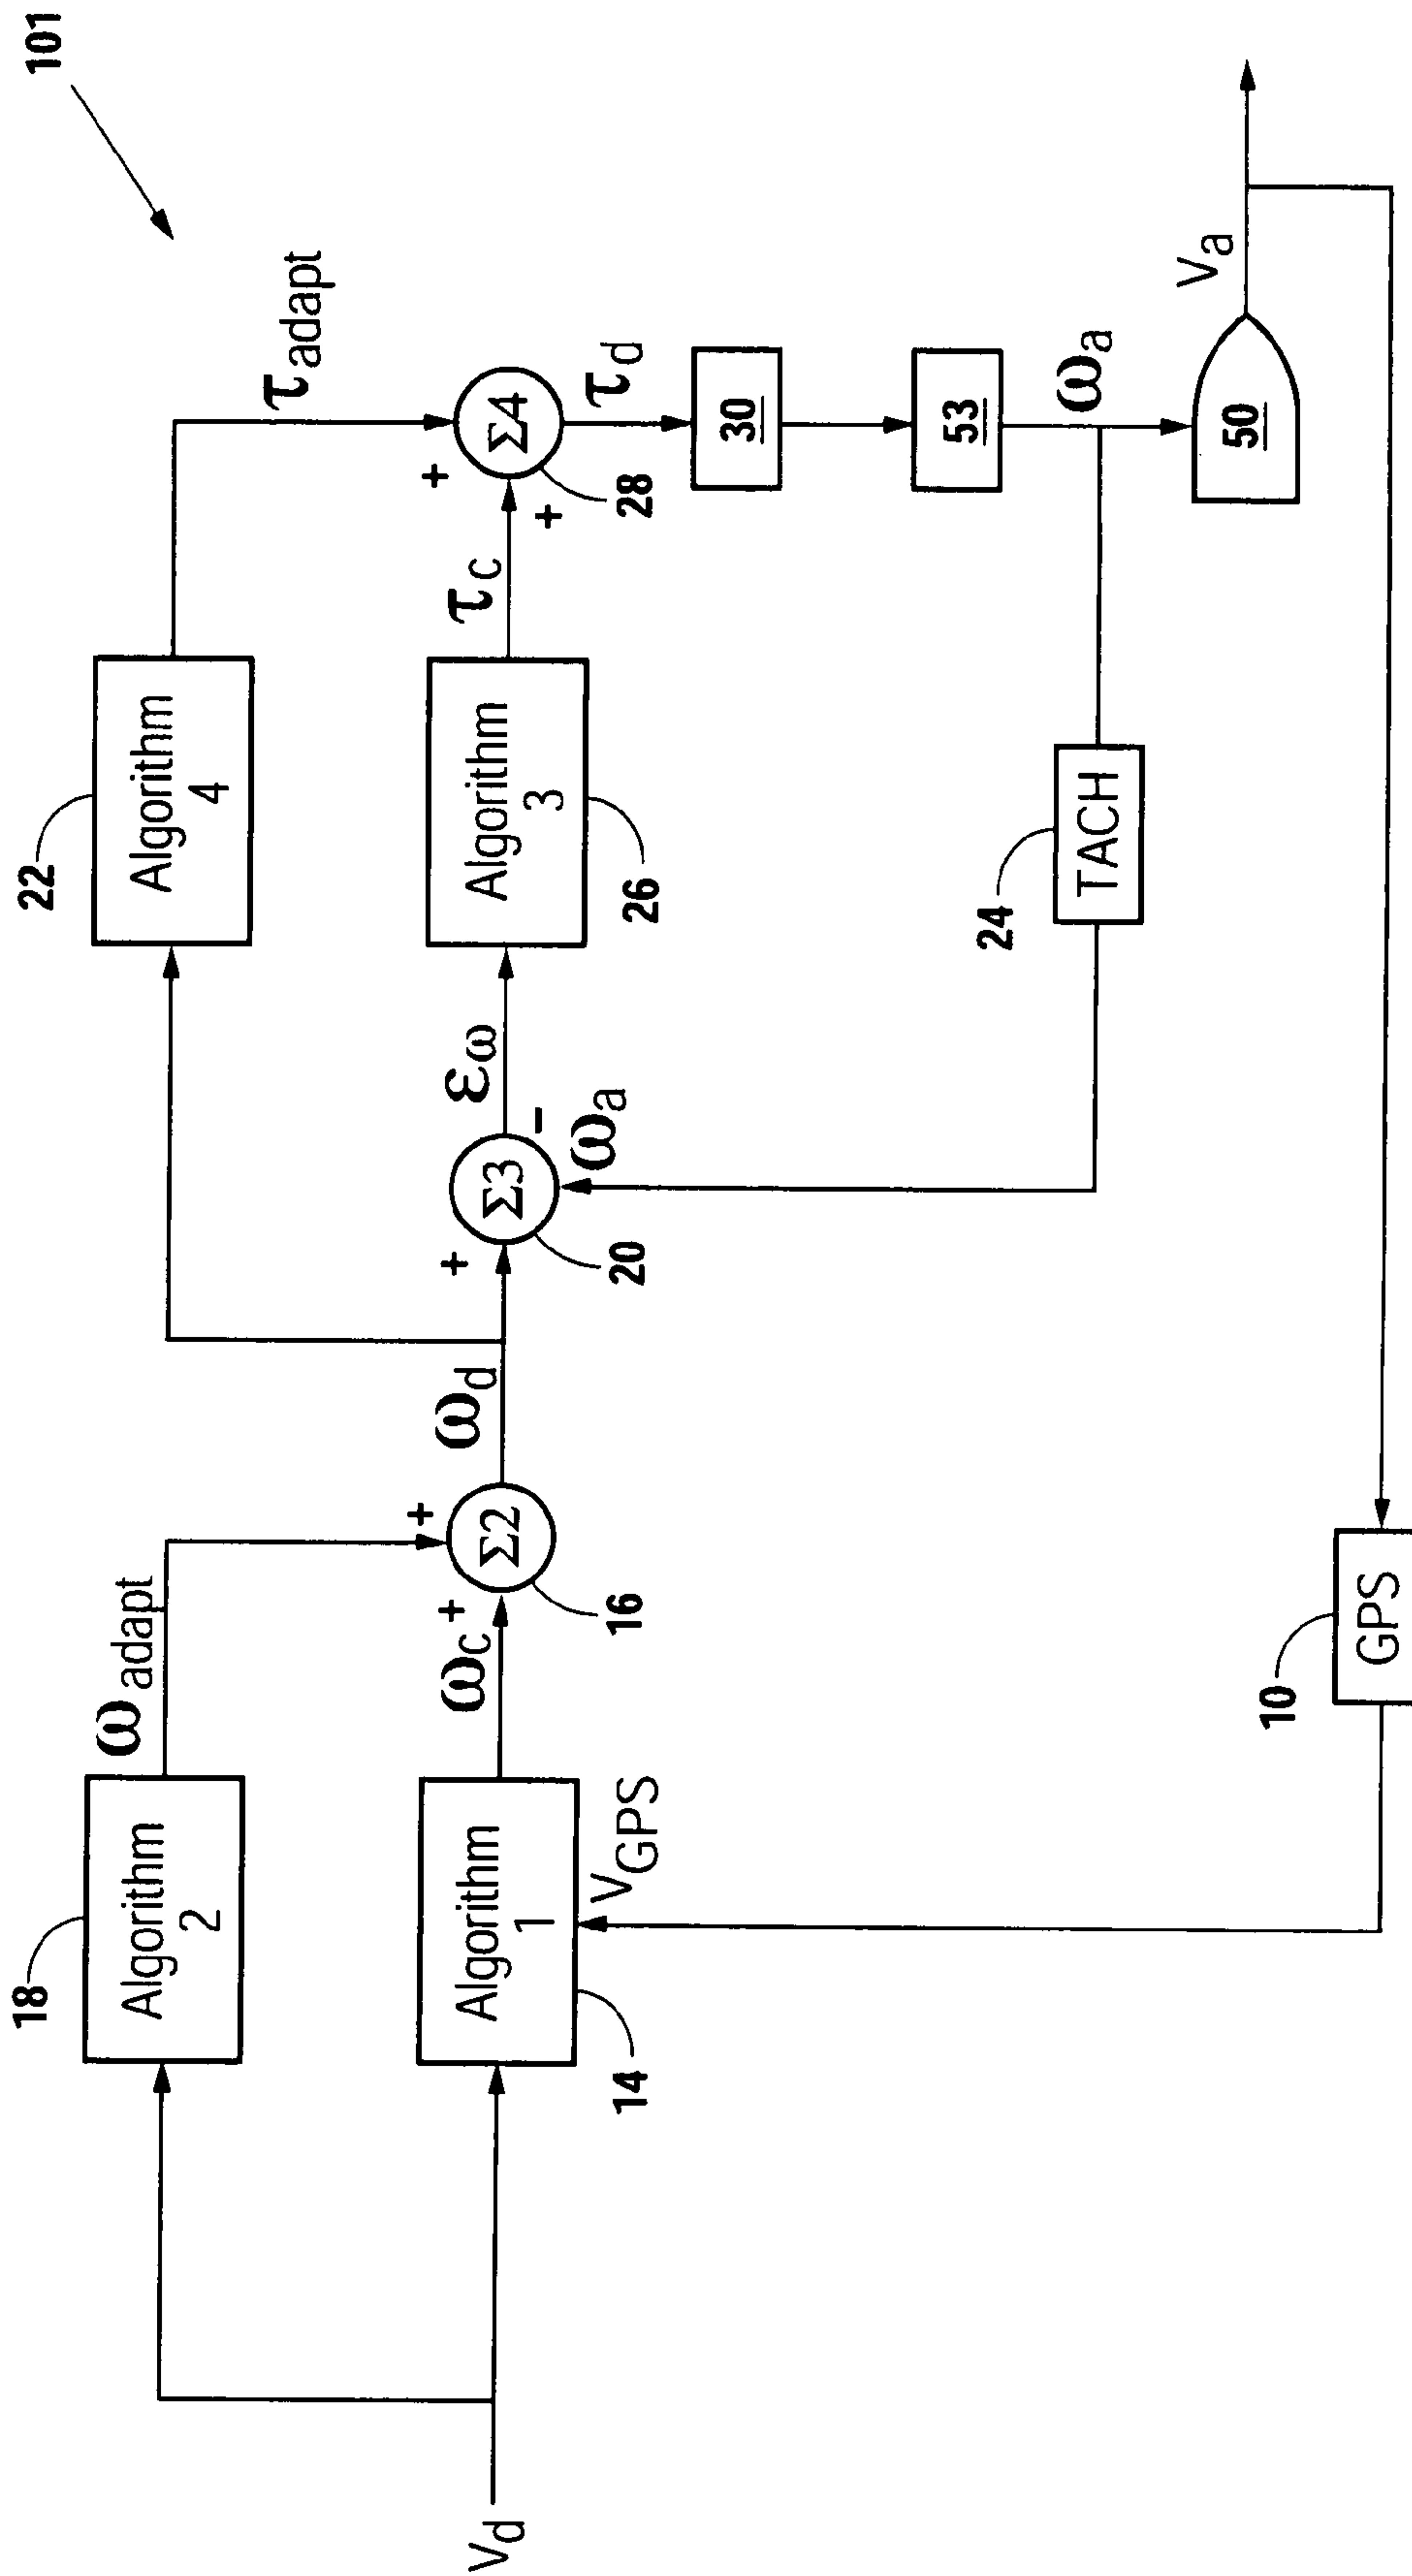 101
22
Algorithm
4
τadapt
18
Algorithm
2
ωadapt
Vd
14
Algorithm
1
VGPS
ωc
+
+
Σ2
16
ωd
+
Σ3
20
-
ωa
εω
Algorithm
3
26
τc
+
+
Σ4
28
τd
30
53
ωa
24
TACH
50
Va
10
GPS